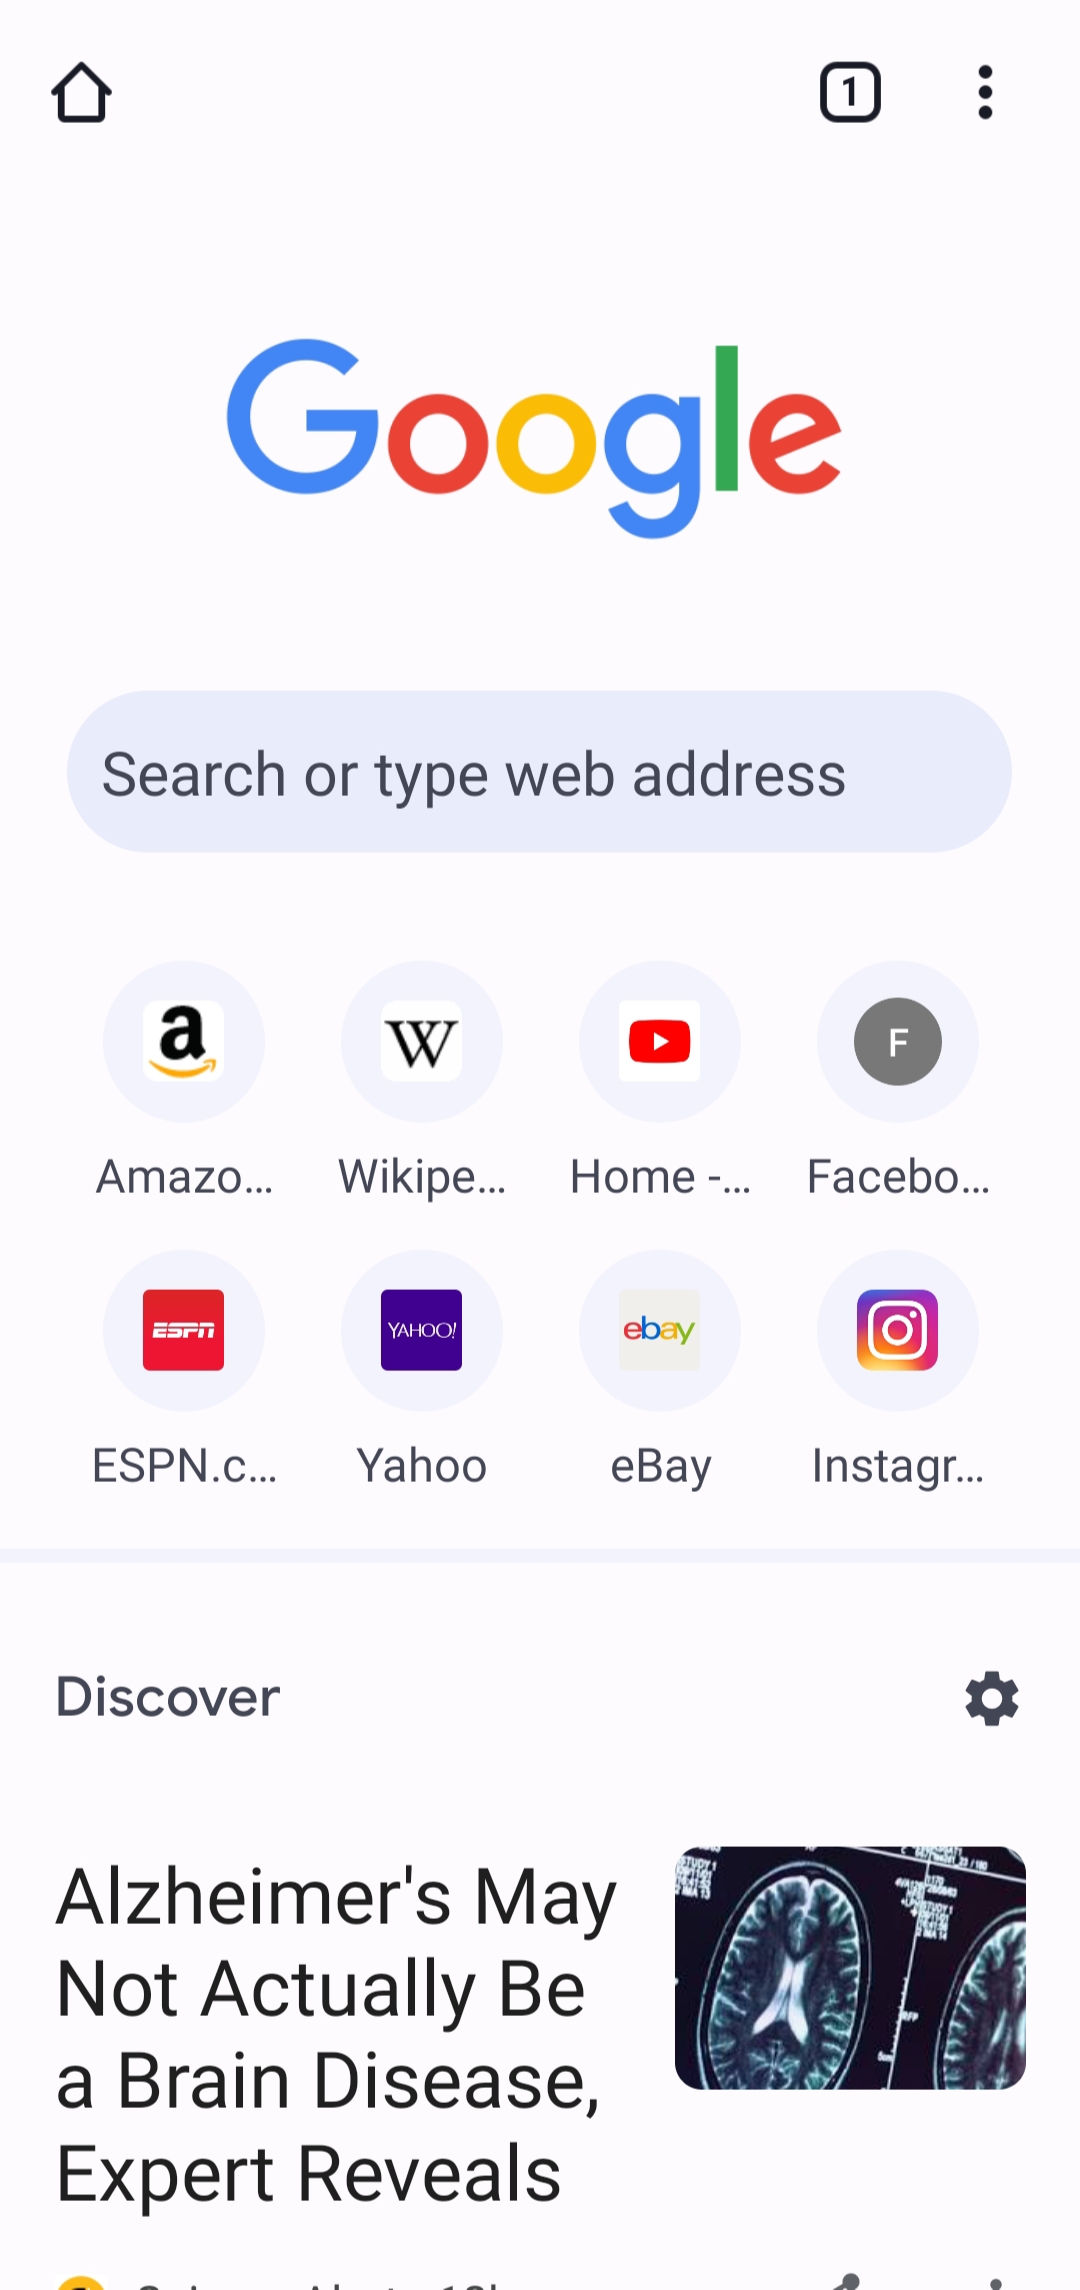 1
Google
Search or type web address
a W F
Amazo... Wikipe... Home -... Facebo...
ESPN YAHOO! ebay
ESPN.c... Yahoo eBay Instagr...
Discover
Alzheimer's May
Not Actually Be
a Brain Disease,
Expert Reveals